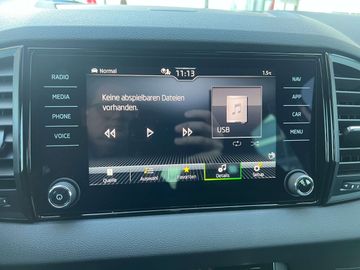 RADIO
MEDIA
PHONE
VOICE
Normal
11:13
1.5°C
Keine abspielbaren Dateien
vorhanden.
USB
Quelle
Auswahl
Favoriten
Details
Setup
NAV
APP
CAR
MENU